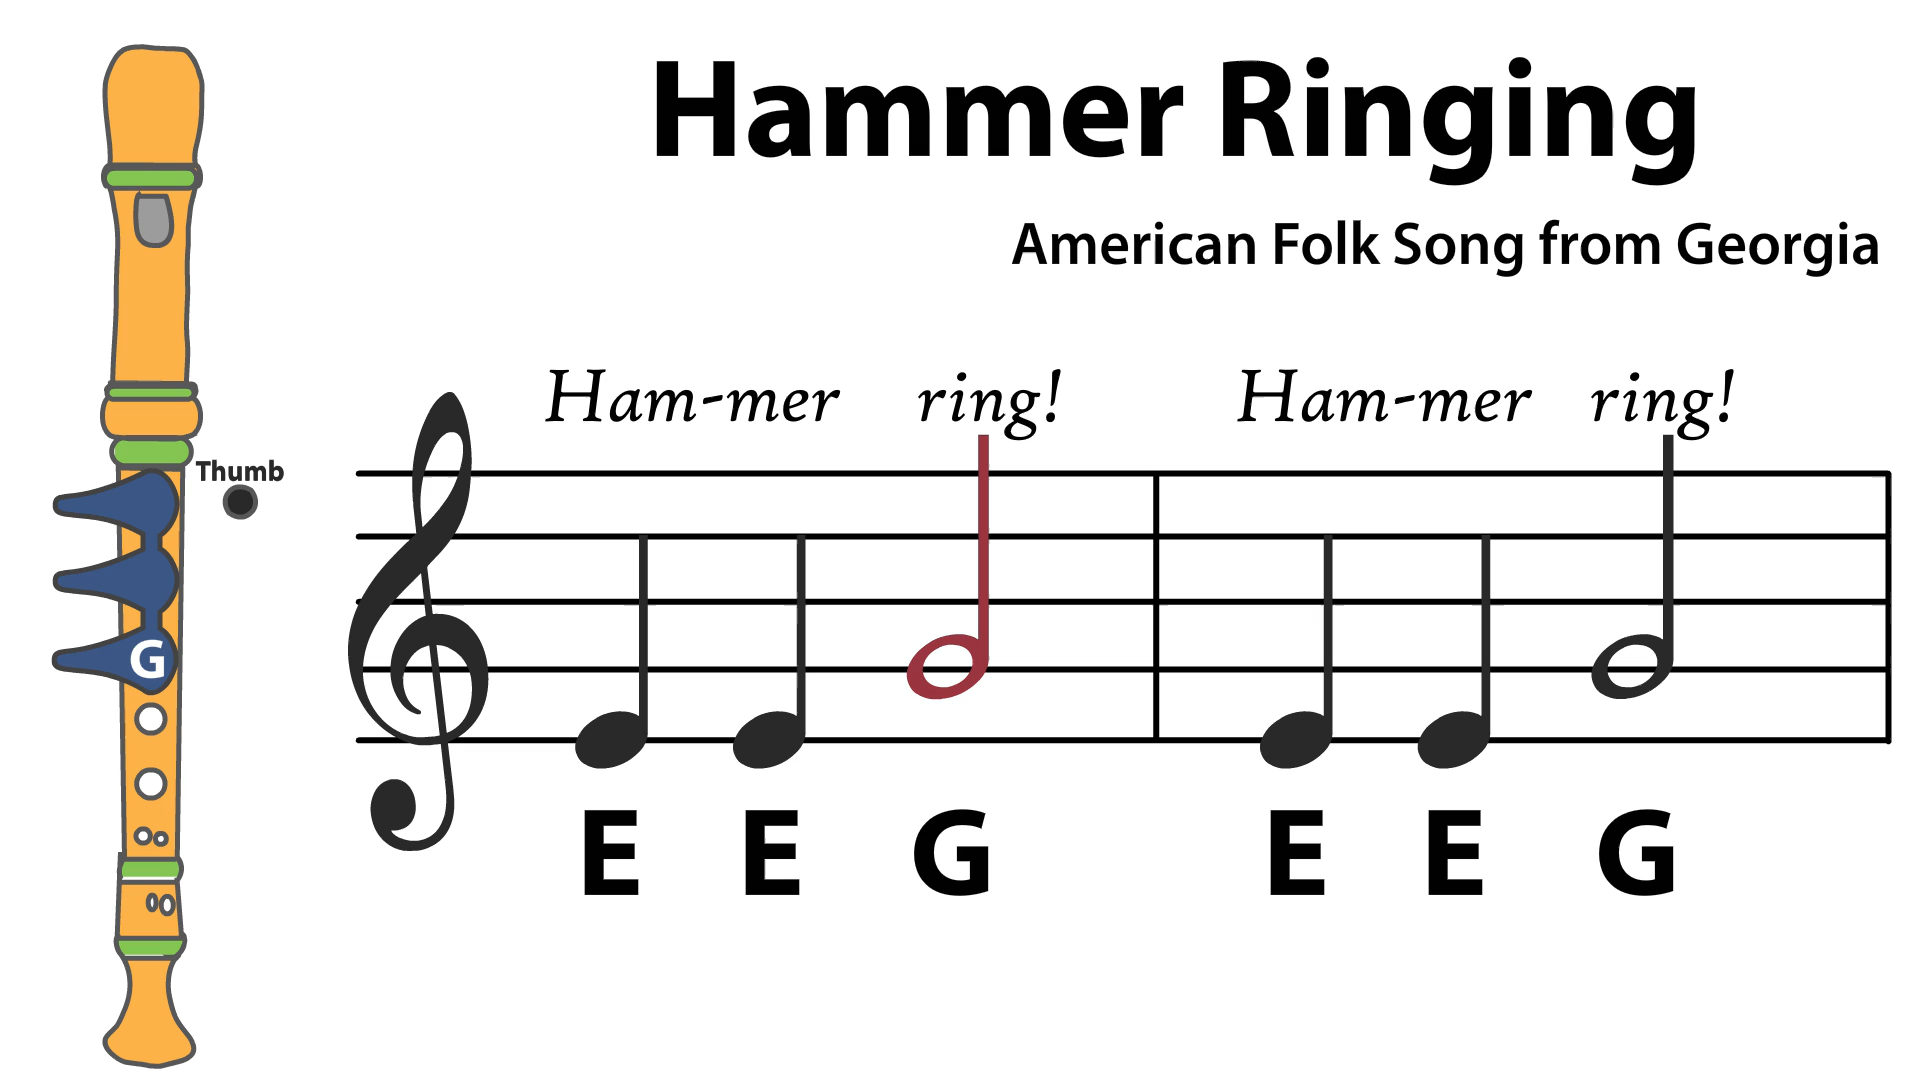 Hammer Ringing
American Folk Song from Georgia
Ham-mer ring! Ham-mer ring!
Thumb
G
E E G E E G